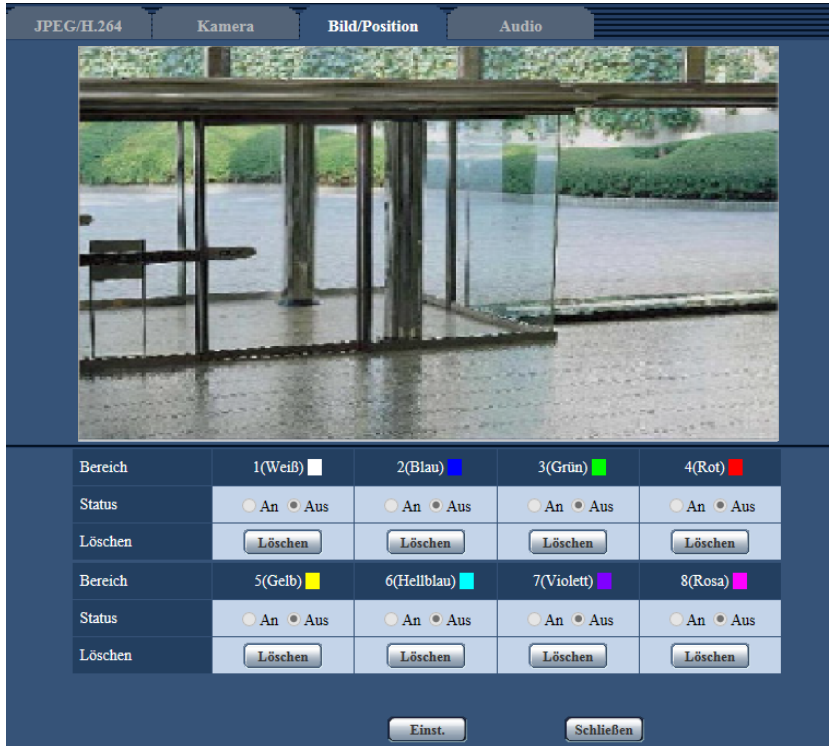 JPEG/H.264 Kamera Bild/Position Audio
Bereich 1(Weiß) 2(Blau) 3(Grün) 4(Rot)
Status An Aus An Aus An Aus An Aus
Löschen Löschen Löschen Löschen Löschen
Bereich 5(Gelb) 6(Hellblau) 7(Violett) 8(Rosa)
Status An Aus An Aus An Aus An Aus
Löschen Löschen Löschen Löschen Löschen
Einst. Schließen